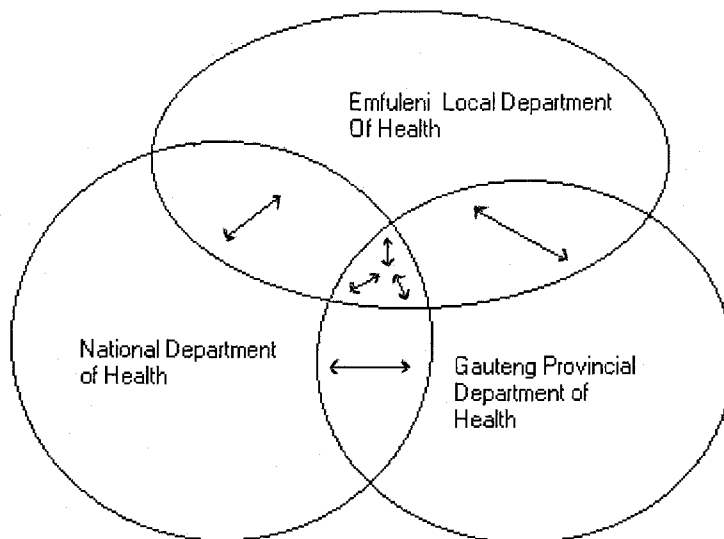 Emfuleni Local Department
Of Health
National Department
of Health
Gauteng Provincial
Department of
Health